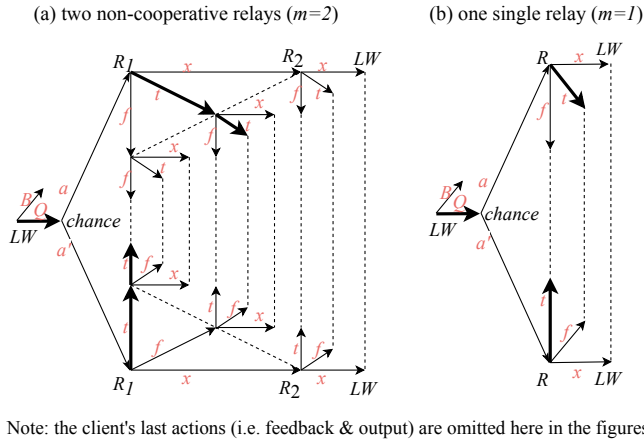 (a) two non-cooperative relays (m=2)
(b) one single relay (m=1)
R1 x R2 x LW
t f f t
x
f
t x
f
B a
Q chance
LW a'
t f
x
t f
t f
x
t f
R1 x R2 x LW
R x LW
t
f
B a
Q chance
LW a'
t f
R x LW
Note: the client's last actions (i.e. feedback & output) are omitted here in the figures